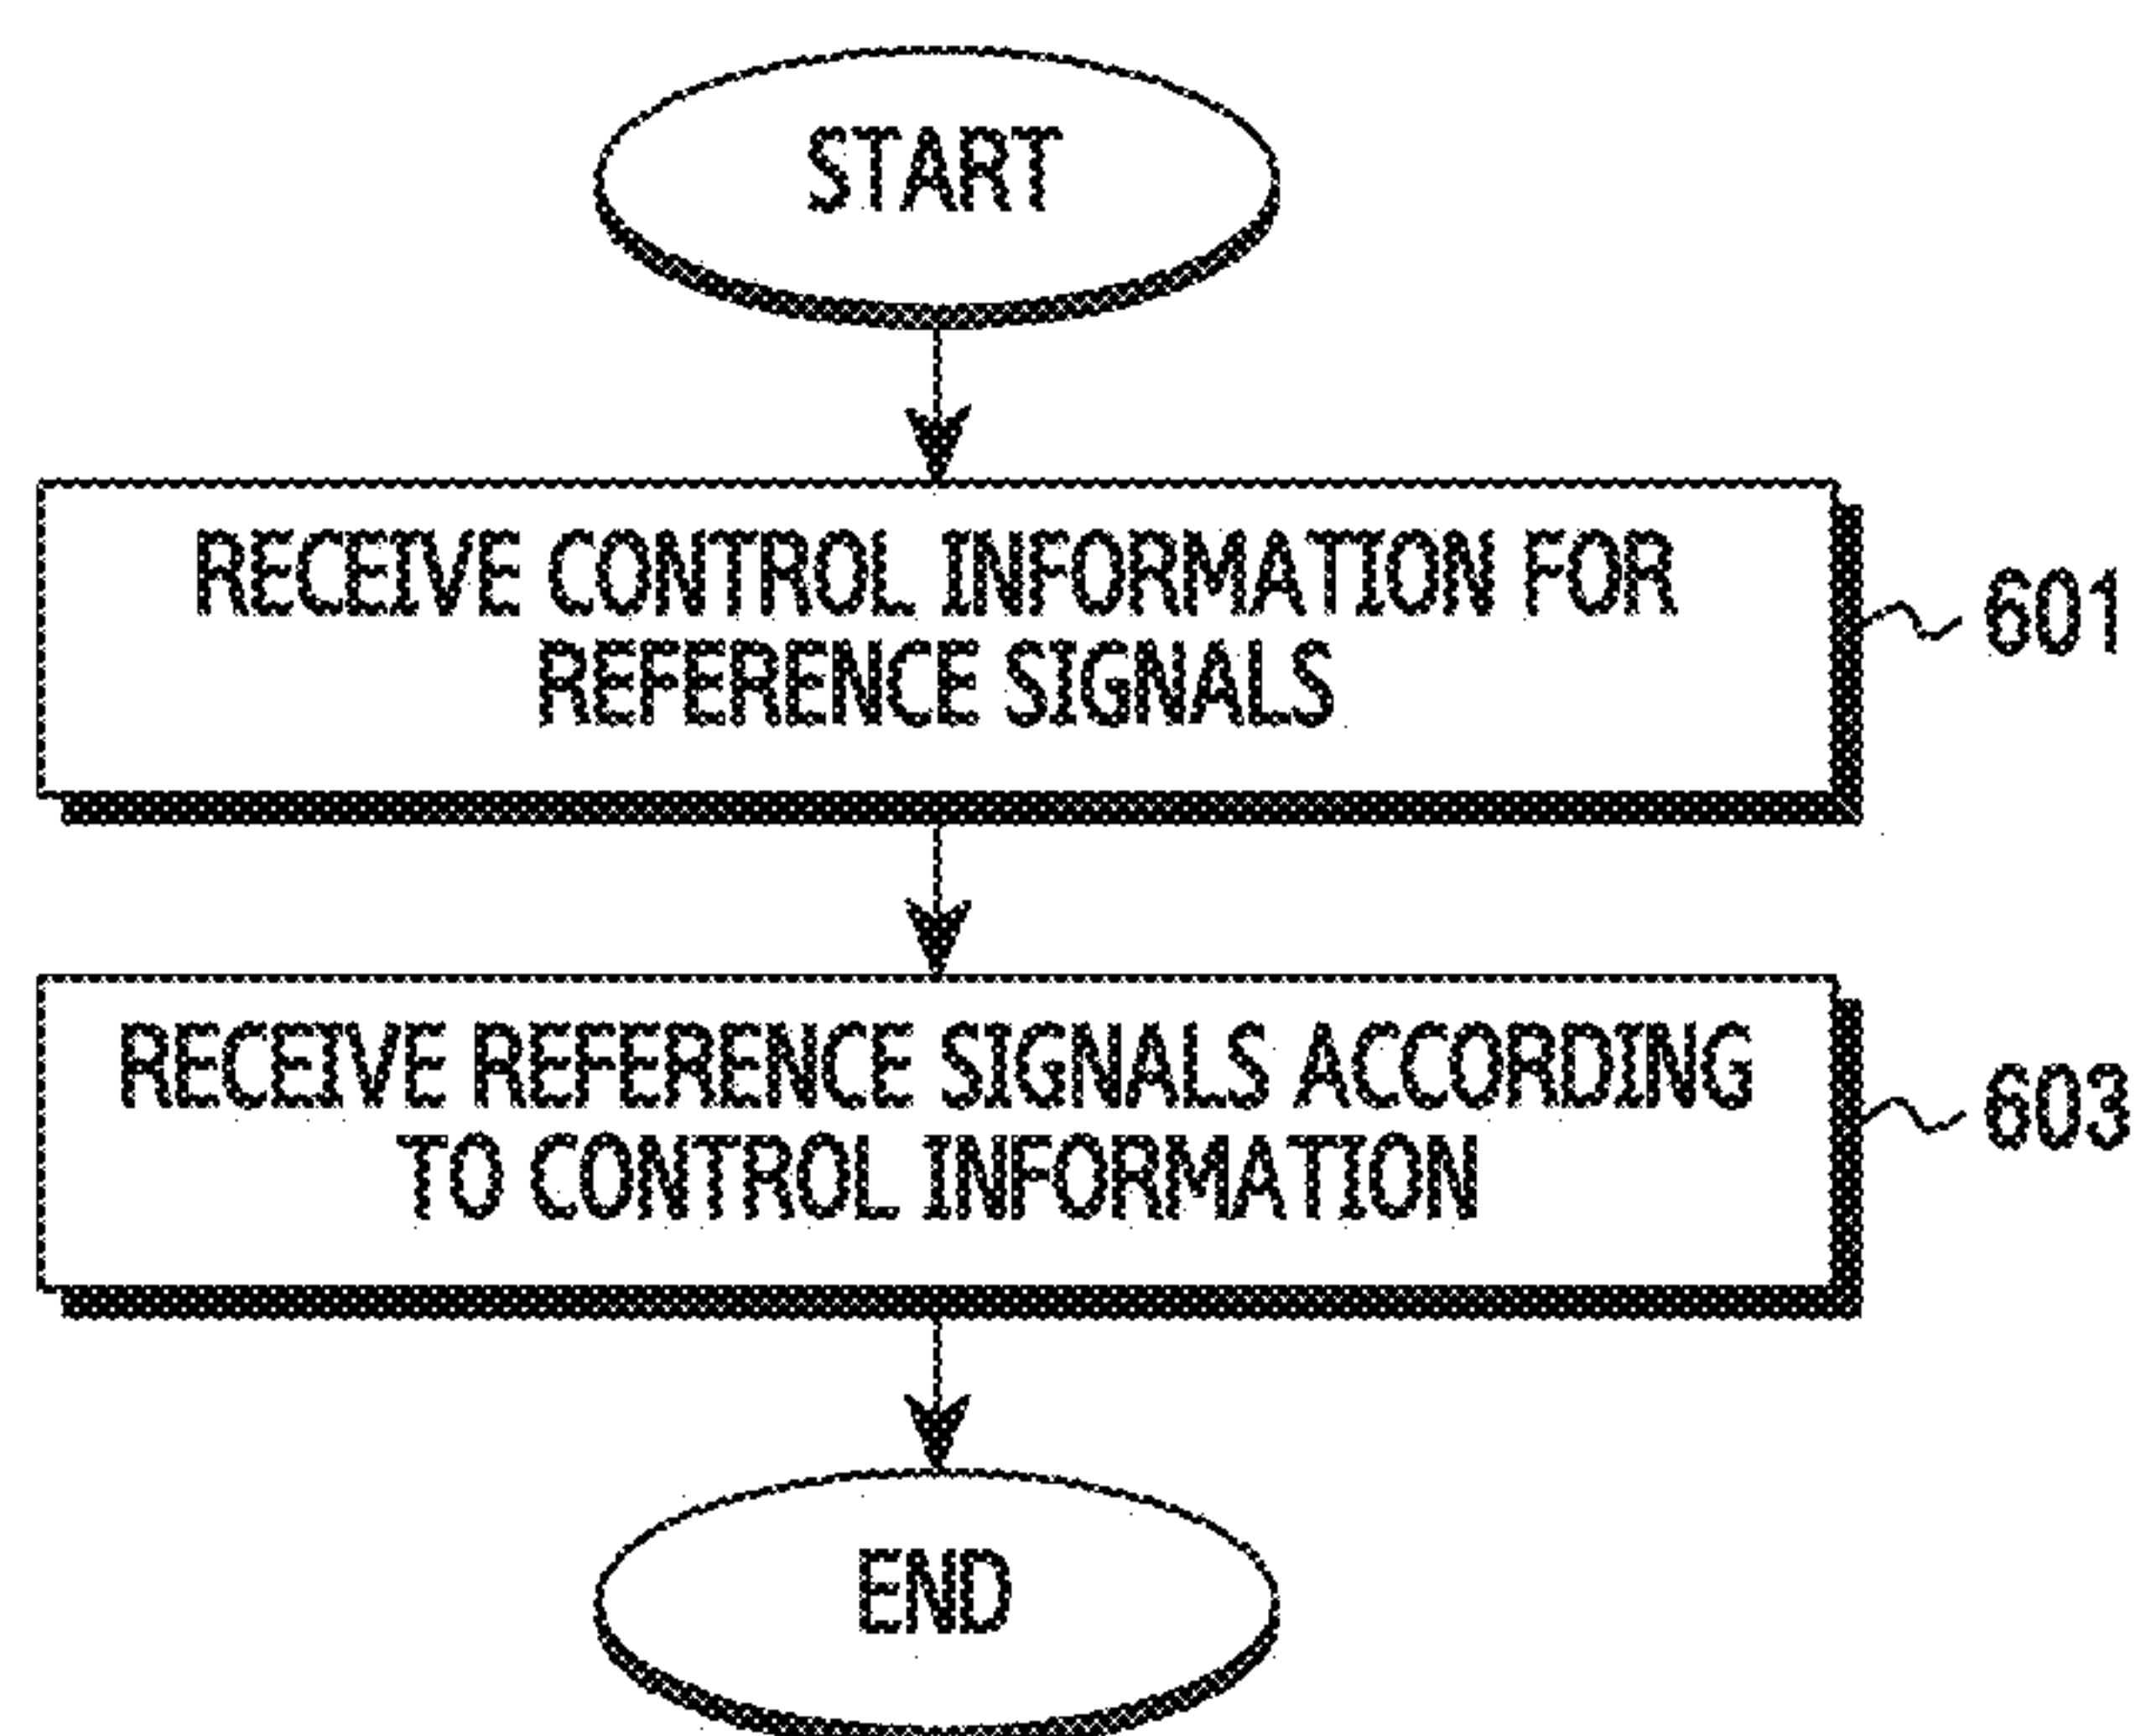 START
RECEIVE CONTROL INFORMATION FOR
REFERENCE SIGNALS
601
RECEIVE REFERENCE SIGNALS ACCORDING
TO CONTROL INFORMATION
603
END